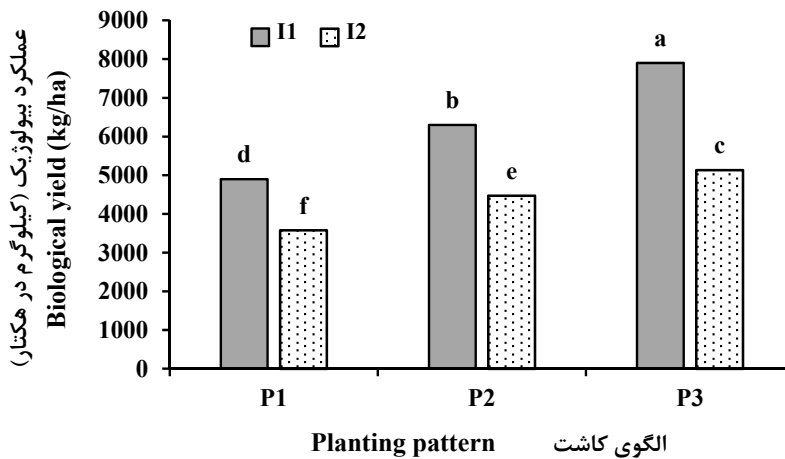 عملکرد بیولوژیک (کیلوگرم در هکتار)
Biological yield (kg/ha)
9000
8000
7000
6000
5000
4000
3000
2000
1000
0
I1 I2
d
f
b
e
a
c
P1 P2 P3
Planting pattern الگوی کاشت